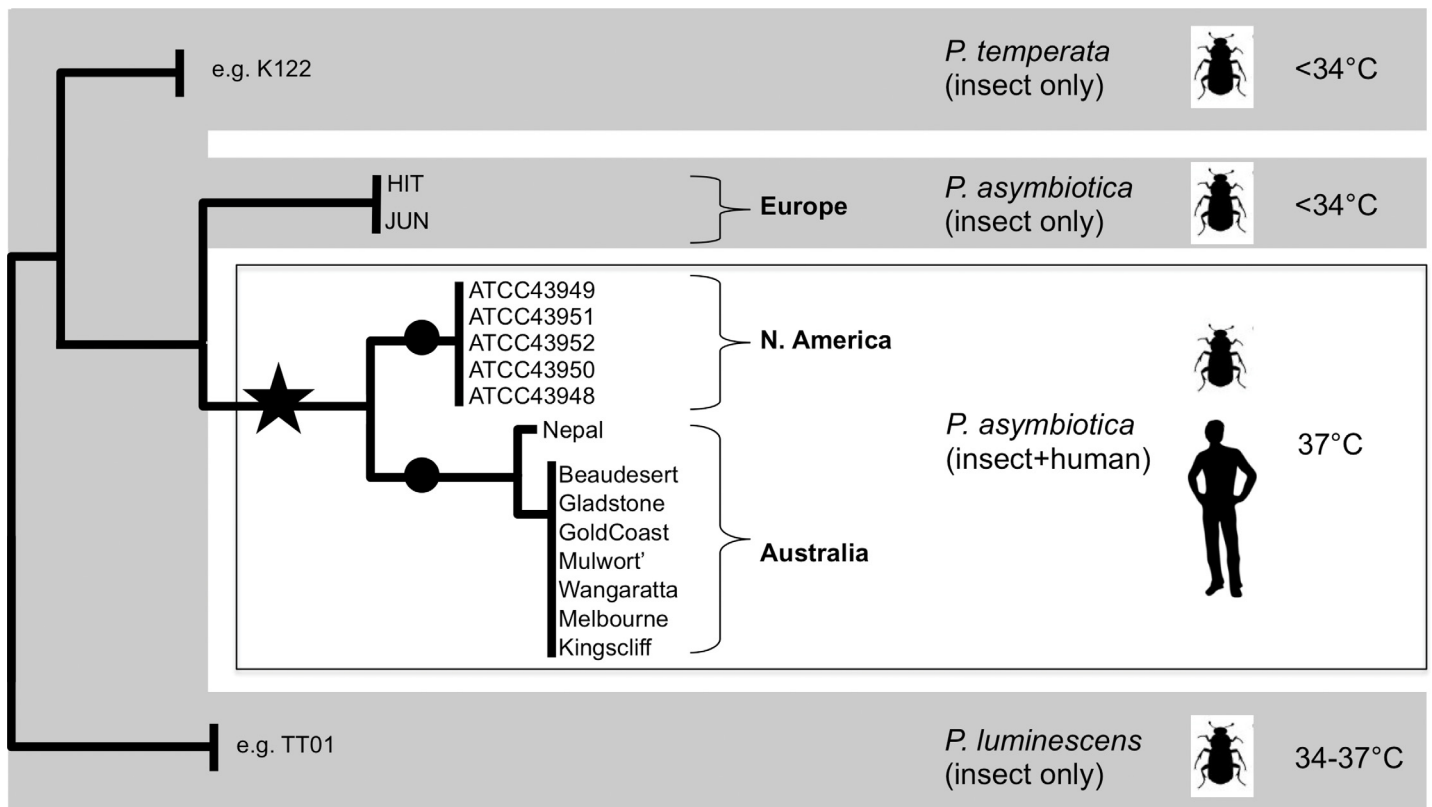 e.g. K122
P. temperata
(insect only)
<34°C
HIT
JUN
Europe
P. asymbiotica
(insect only)
<34°C
ATCC43949
ATCC43951
ATCC43952
ATCC43950
ATCC43948
N. America
Nepal
Beaudesert
Gladstone
GoldCoast
Mulwort’
Wangaratta
Melbourne
Kingscliff
Australia
P. asymbiotica
(insect+human)
37°C
e.g. TT01
P. luminescens
(insect only)
34-37°C